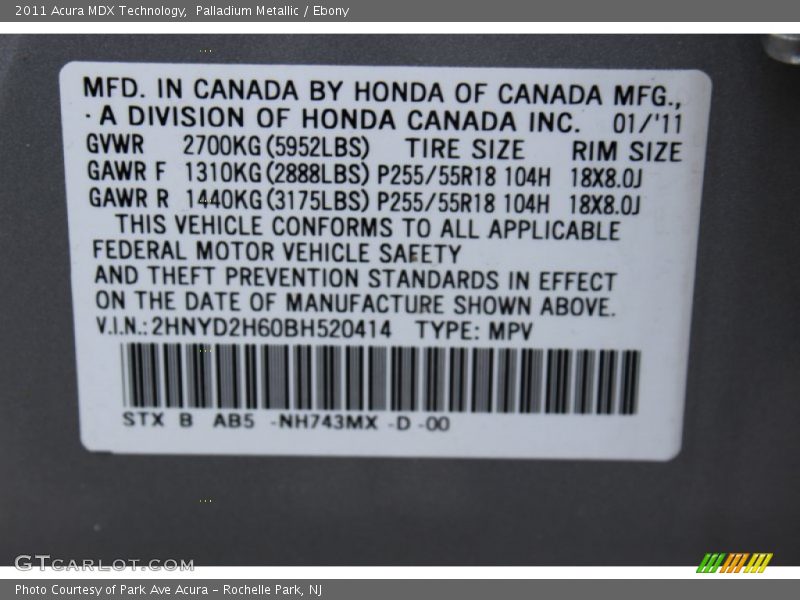 2011 Acura MDX Technology,  Palladium Metallic / Ebony
MFD. IN CANADA BY HONDA OF CANADA MFG.,
· A DIVISION OF HONDA CANADA INC. 01/'11
GVWR 2700KG(5952LBS) TIRE SIZE RIM SIZE
GAWR F 1310KG(2888LBS) P255/55R18 104H 18X8.0J
GAWR R 1440KG(3175LBS) P255/55R18 104H 18X8.0J
THIS VEHICLE CONFORMS TO ALL APPLICABLE
FEDERAL MOTOR VEHICLE SAFETY
AND THEFT PREVENTION STANDARDS IN EFFECT
ON THE DATE OF MANUFACTURE SHOWN ABOVE.
V.I.N.: 2HNYD2H60BH520414 TYPE: MPV
STX B AB5 -NH743MX -D -00
GTCARLOT.COM
Photo Courtesy of Park Ave Acura - Rochelle Park, NJ